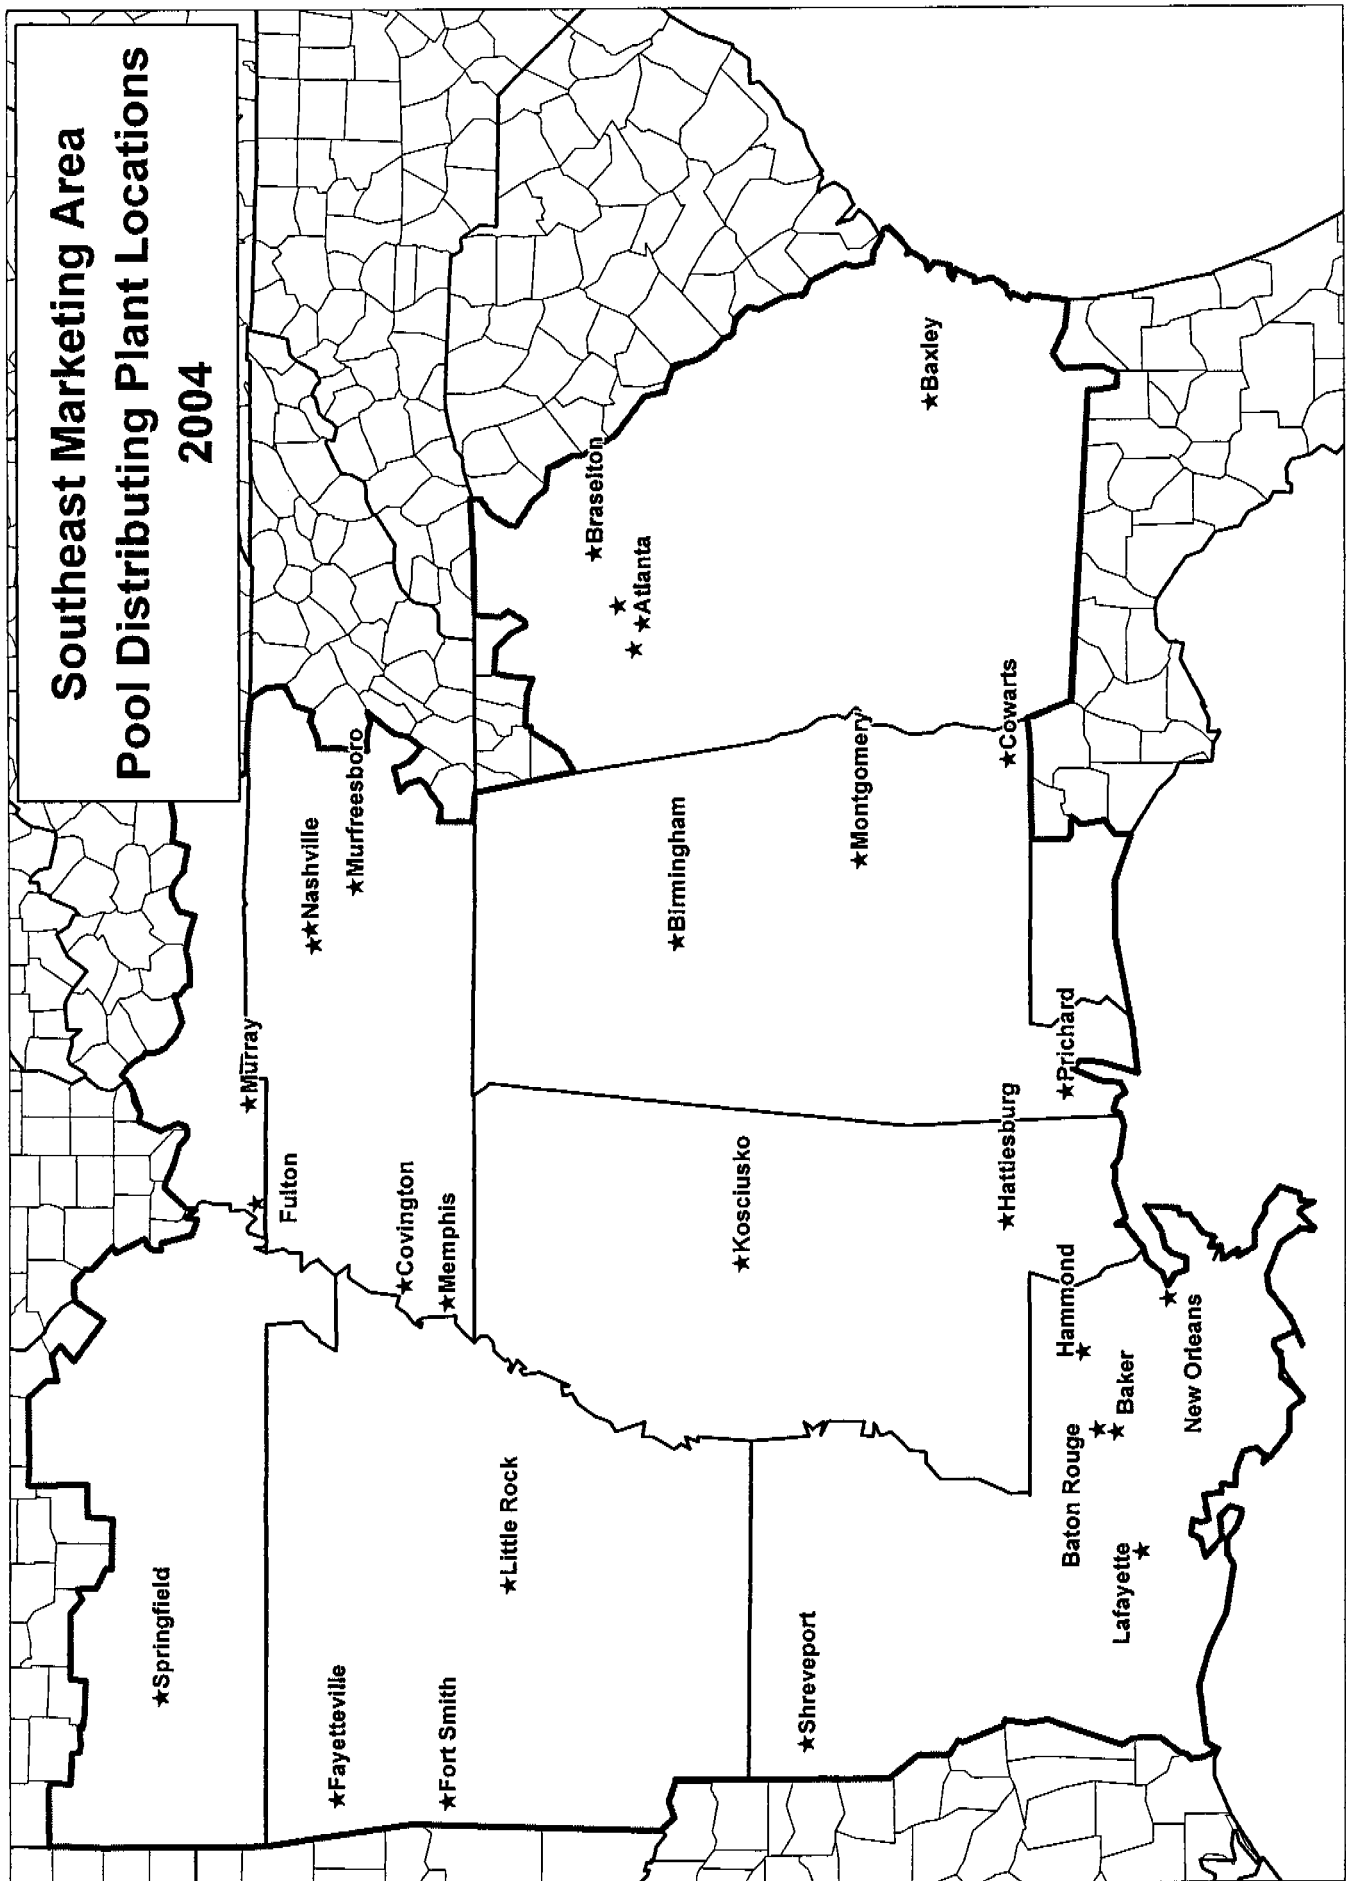 Southeast Marketing Area
Pool Distributing Plant Locations
2004
Springfield
Murray
Fulton
Nashville
Murfreesboro
Fayetteville
Covington
Memphis
Fort Smith
Little Rock
Braselton
Atlanta
Birmingham
Kosciusko
Shreveport
Montgomery
Baxley
Cowarts
Hattiesburg
Prichard
Hammond
Baton Rouge
Baker
Lafayette
New Orleans